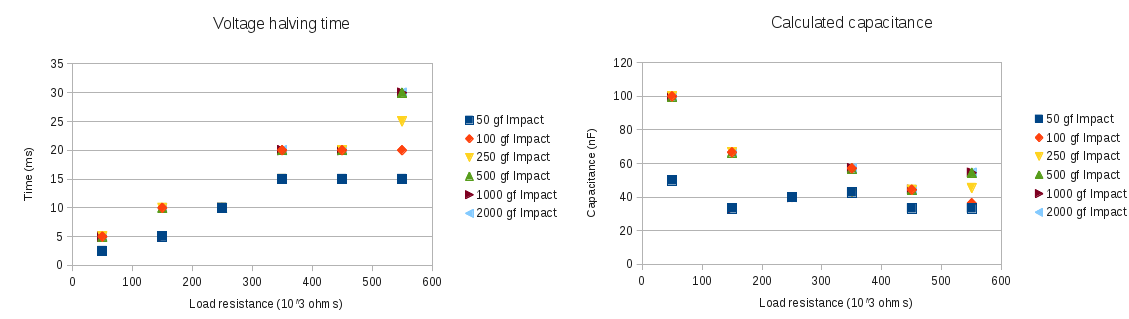 Voltage halving time
35
30
25
20
15
10
5
0
Time (ms)
0 100 200 300 400 500 600
Load resistance (10^3 ohms)
50 gf Impact
100 gf Impact
250 gf Impact
500 gf Impact
1000 gf Impact
2000 gf Impact
Calculated capacitance
120
100
80
60
40
20
0
Capacitance (nF)
0 100 200 300 400 500 600
Load resistance (10^3 ohms)
50 gf Impact
100 gf Impact
250 gf Impact
500 gf Impact
1000 gf Impact
2000 gf Impact